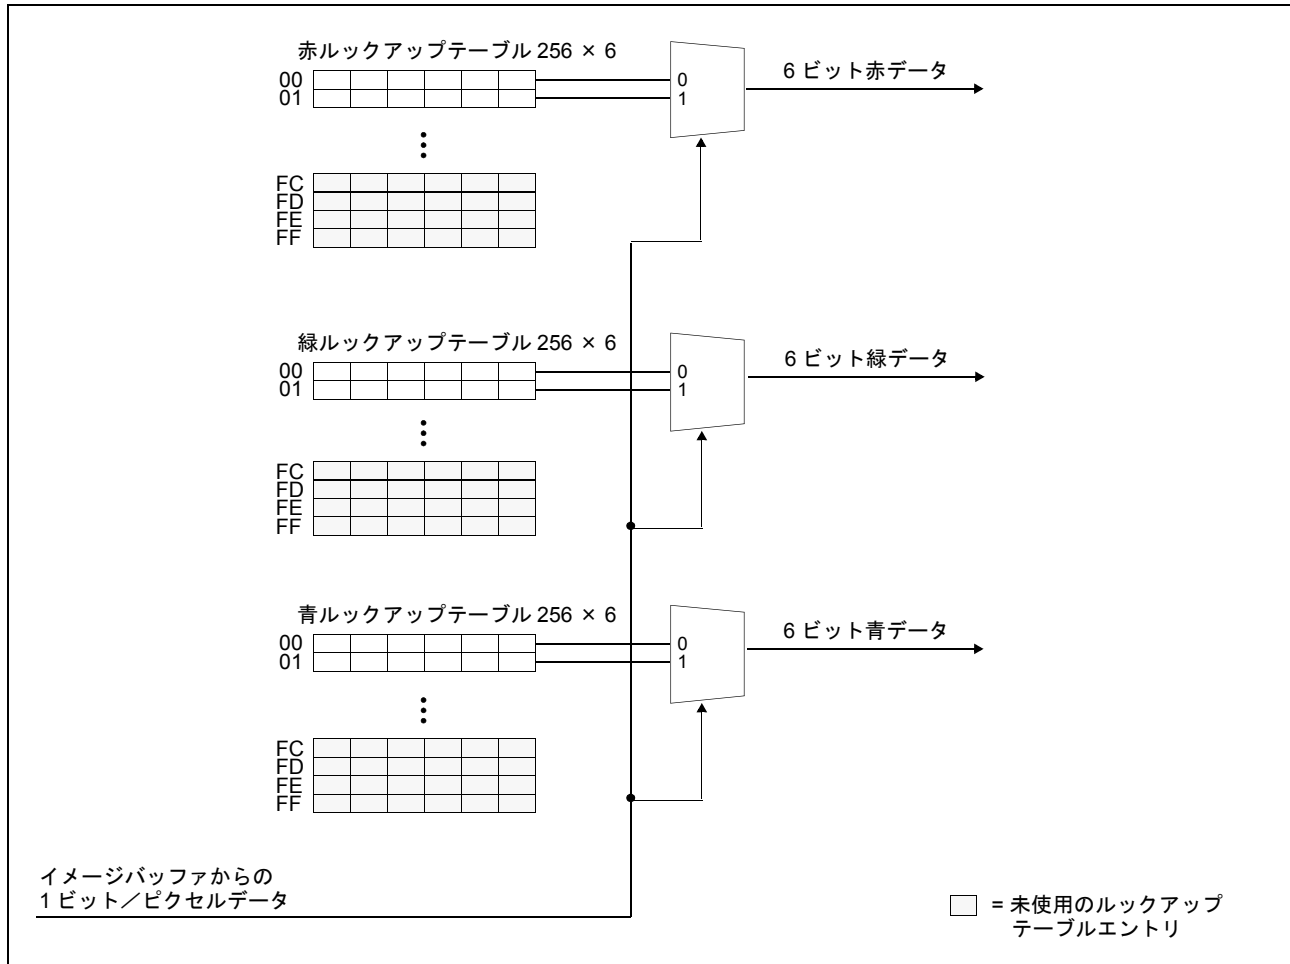 赤ルックアップテーブル 256 × 6
00
01
FC
FD
FE
FF
0
1
6 ビット赤データ
緑ルックアップテーブル 256 × 6
00
01
FC
FD
FE
FF
0
1
6 ビット緑データ
青ルックアップテーブル 256 × 6
00
01
FC
FD
FE
FF
0
1
6 ビット青データ
イメージバッファからの
1 ビット／ピクセルデータ
= 未使用のルックアップ
テーブルエントリ